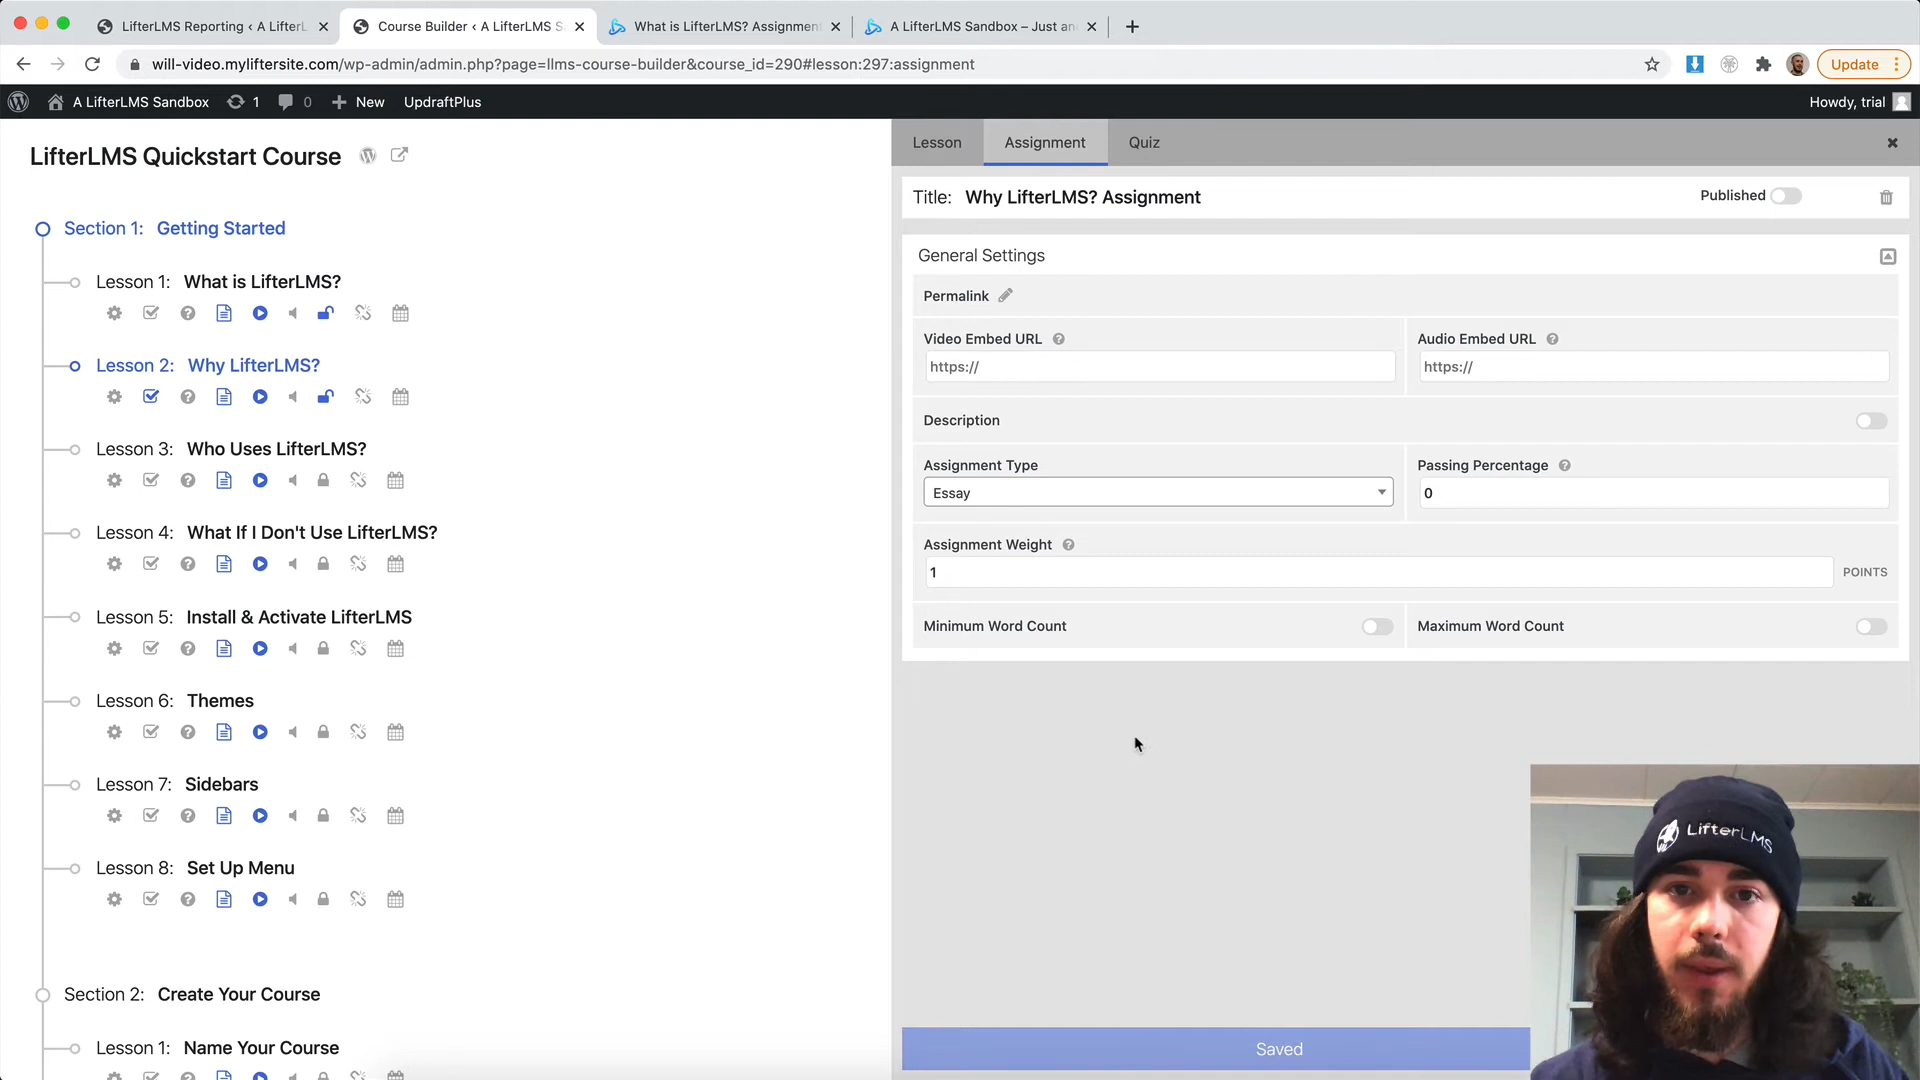 LifterLMS Reporting ‹ A Lifter
Course Builder ‹ A LifterLMS S
What is LifterLMS? Assignment
A LifterLMS Sandbox – Just an
will-video.myliftersite.com/wp-admin/admin.php?page=llms-course-builder&course_id=290#lesson:297:assignment
Update
A LifterLMS Sandbox 1 0 New UpdraftPlus
Howdy, trial
LifterLMS Quickstart Course
Section 1: Getting Started
Lesson 1: What is LifterLMS?
Lesson 2: Why LifterLMS?
Lesson 3: Who Uses LifterLMS?
Lesson 4: What If I Don't Use LifterLMS?
Lesson 5: Install & Activate LifterLMS
Lesson 6: Themes
Lesson 7: Sidebars
Lesson 8: Set Up Menu
Section 2: Create Your Course
Lesson 1: Name Your Course
Lesson Assignment Quiz
Title: Why LifterLMS? Assignment
Published
General Settings
Permalink
Video Embed URL
https://
Audio Embed URL
https://
Description
Assignment Type
Essay
Passing Percentage
0
Assignment Weight
1 POINTS
Minimum Word Count
Maximum Word Count
Saved
LifterLMS